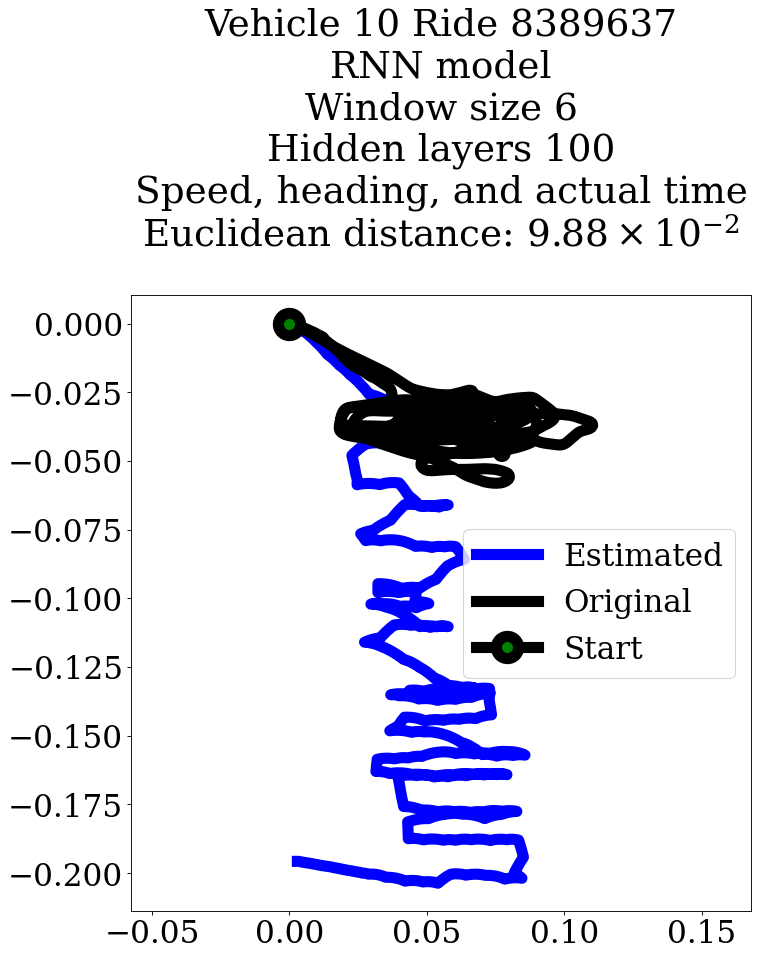 Vehicle 10 Ride 8389637
RNN model
Window size 6
Hidden layers 100
Speed, heading, and actual time
Euclidean distance: 9.88 × 10⁻²
0.000
−0.025
−0.050
−0.075
−0.100
−0.125
−0.150
−0.175
−0.200
Estimated
Original
Start
−0.05
0.00
0.05
0.10
0.15